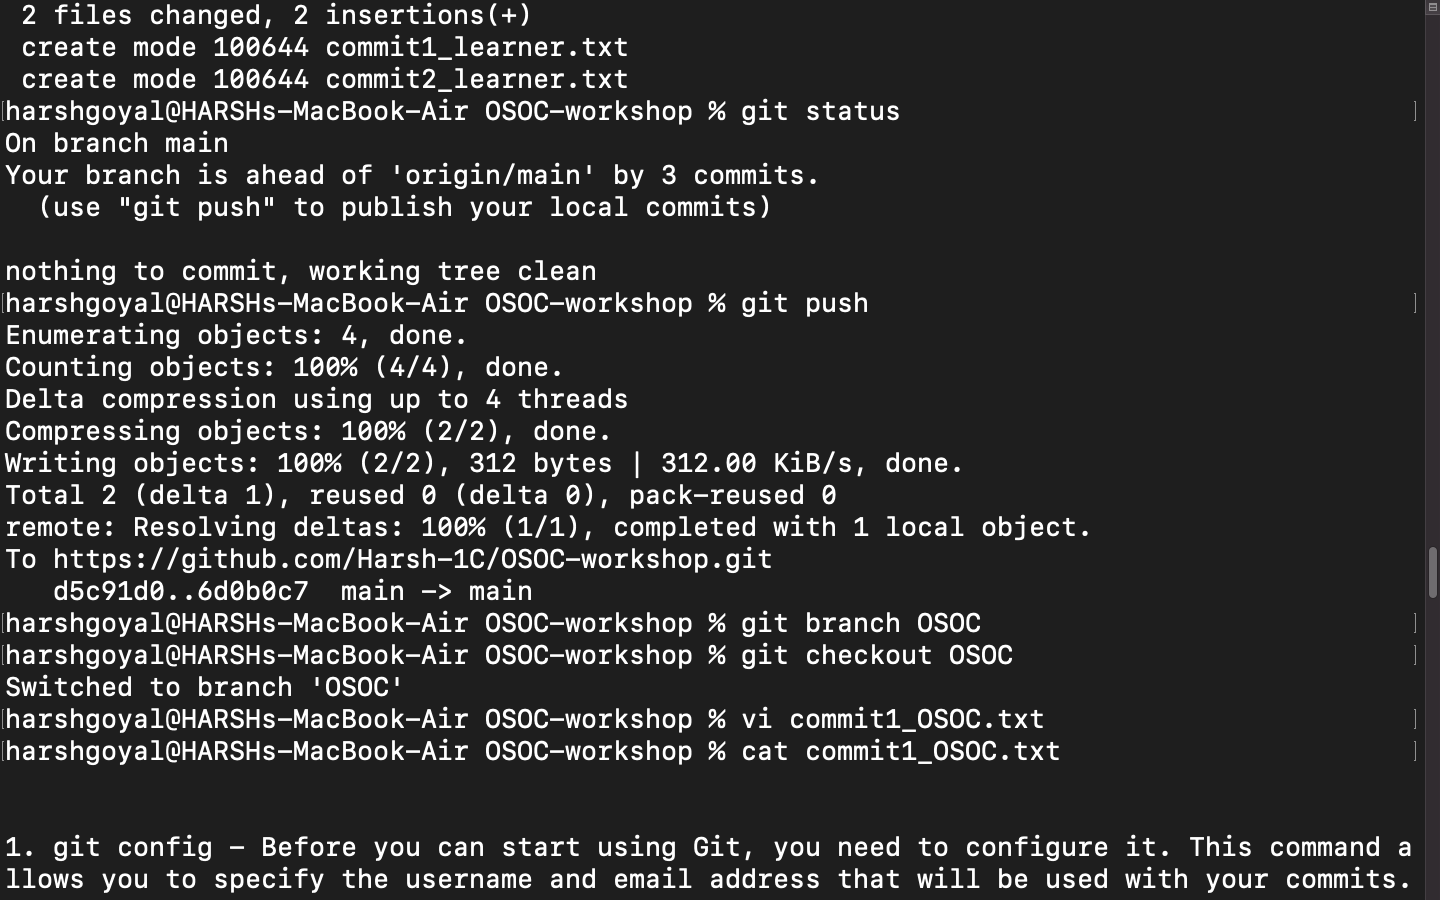 2 files changed, 2 insertions(+)
create mode 100644 commit1_learner.txt
create mode 100644 commit2_learner.txt
harshgoyal@HARSHs-MacBook-Air OSOC-workshop % git status
On branch main
Your branch is ahead of 'origin/main' by 3 commits.
(use "git push" to publish your local commits)
nothing to commit, working tree clean
harshgoyal@HARSHs-MacBook-Air OSOC-workshop % git push
Enumerating objects: 4, done.
Counting objects: 100% (4/4), done.
Delta compression using up to 4 threads
Compressing objects: 100% (2/2), done.
Writing objects: 100% (2/2), 312 bytes | 312.00 KiB/s, done.
Total 2 (delta 1), reused 0 (delta 0), pack-reused 0
remote: Resolving deltas: 100% (1/1), completed with 1 local object.
To https://github.com/Harsh-1C/OSOC-workshop.git
d5c91d0..6d0b0c7  main -> main
harshgoyal@HARSHs-MacBook-Air OSOC-workshop % git branch OSOC
harshgoyal@HARSHs-MacBook-Air OSOC-workshop % git checkout OSOC
Switched to branch 'OSOC'
harshgoyal@HARSHs-MacBook-Air OSOC-workshop % vi commit1_OSOC.txt
harshgoyal@HARSHs-MacBook-Air OSOC-workshop % cat commit1_OSOC.txt
1. git config – Before you can start using Git, you need to configure it. This command a
llows you to specify the username and email address that will be used with your commits.